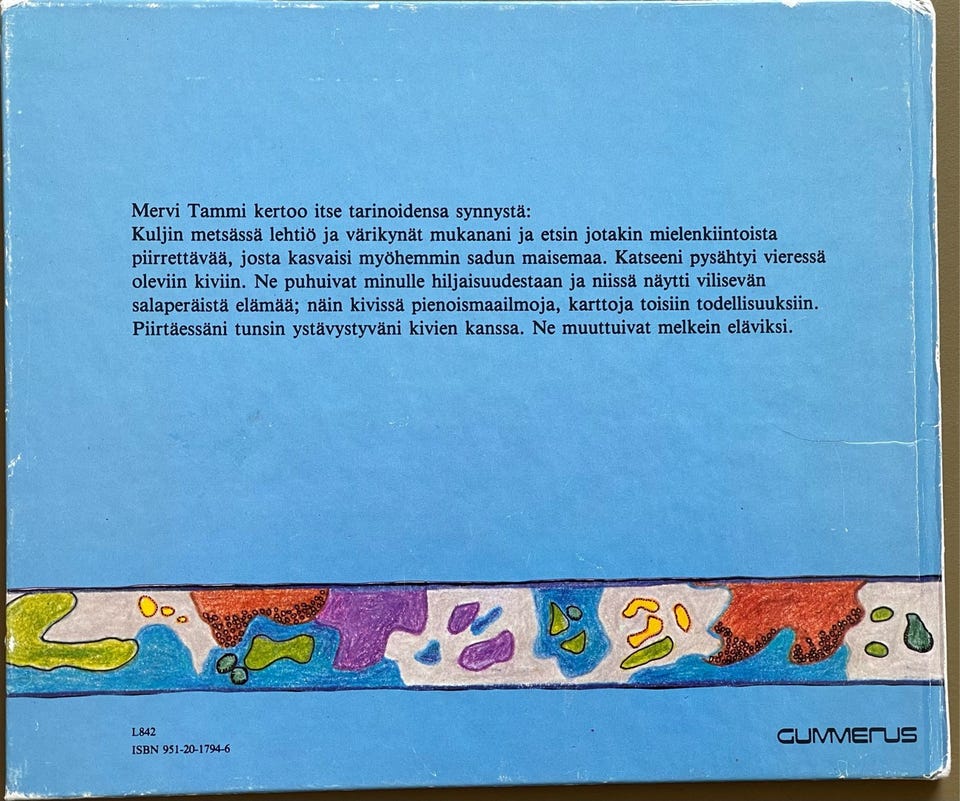 Mervi Tammi kertoo itse tarinoidensa synnystä:
Kuljin metsässä lehtiö ja värikynät mukanani ja etsin jotakin mielenkiintoista
piirrettävää, josta kasvaisi myöhemmin sadun maisemaa. Katseeni pysähtyi vieressä
oleviin kiviin. Ne puhuivat minulle hiljaisuudestaan ja niissä näytti vilisevän
salaperäistä elämää; näin kivissä pienoismaailmoja, karttoja toisiin todellisuuksiin.
Piirtäessäni tunsin ystävystyväni kivien kanssa. Ne muuttuivat melkein eläviksi.
L842
ISBN 951-20-1794-6
GUMMERUS